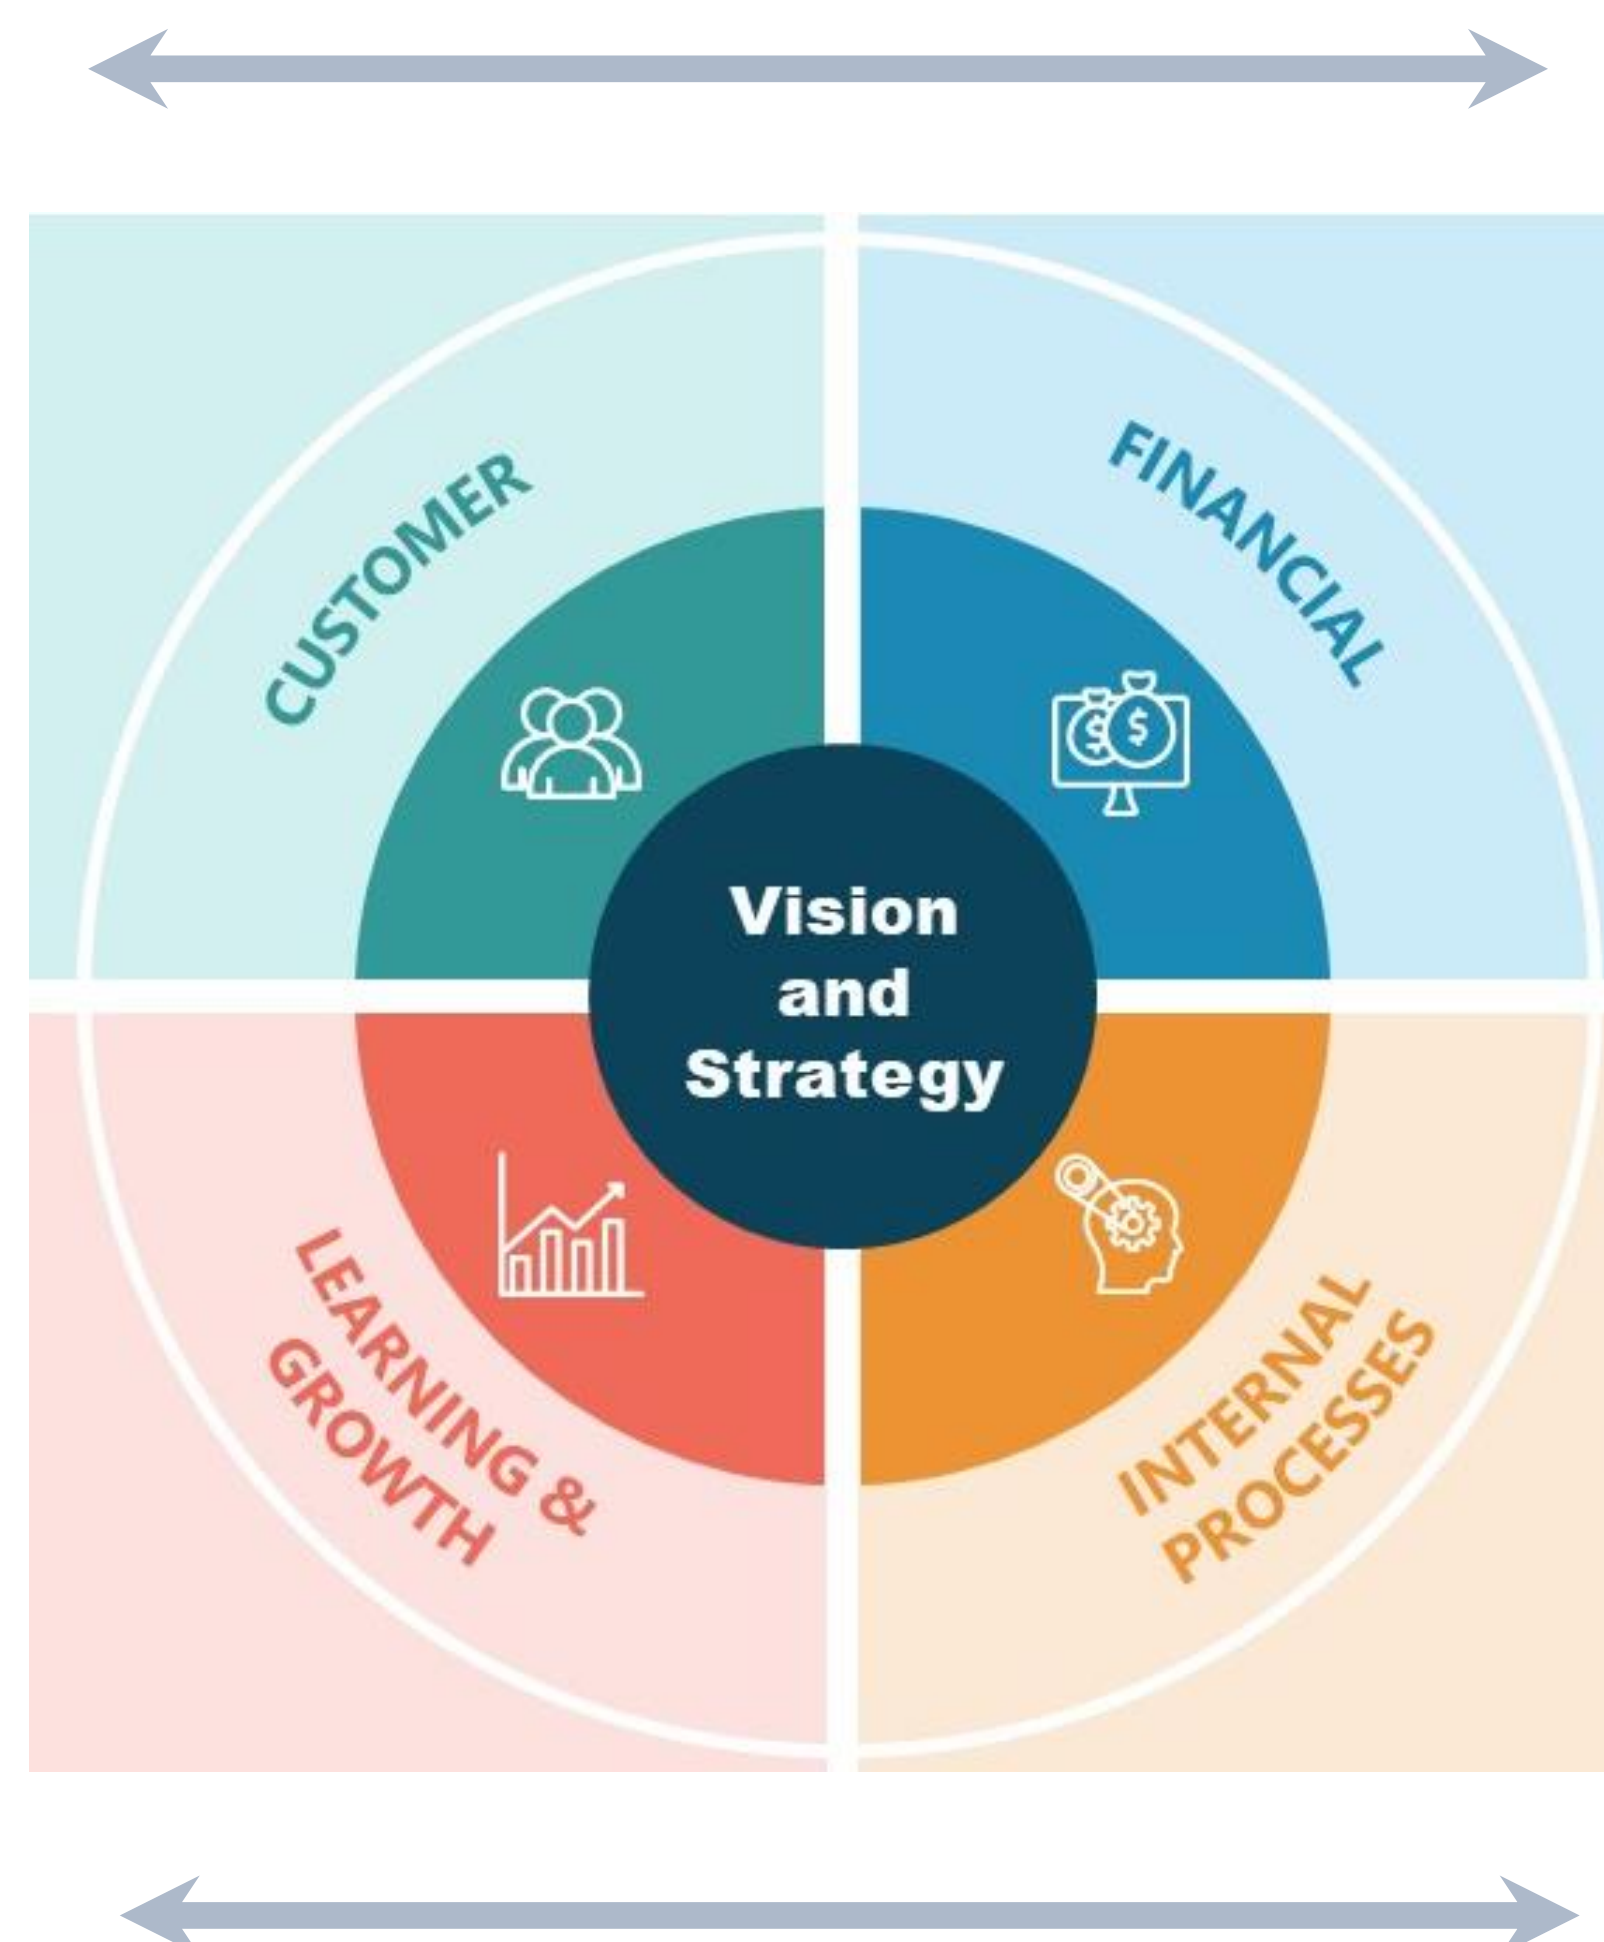 CUSTOMER
FINANCIAL
$ $
Vision
and
Strategy
LEARNING &
GROWTH
INTERNAL
PROCESSES